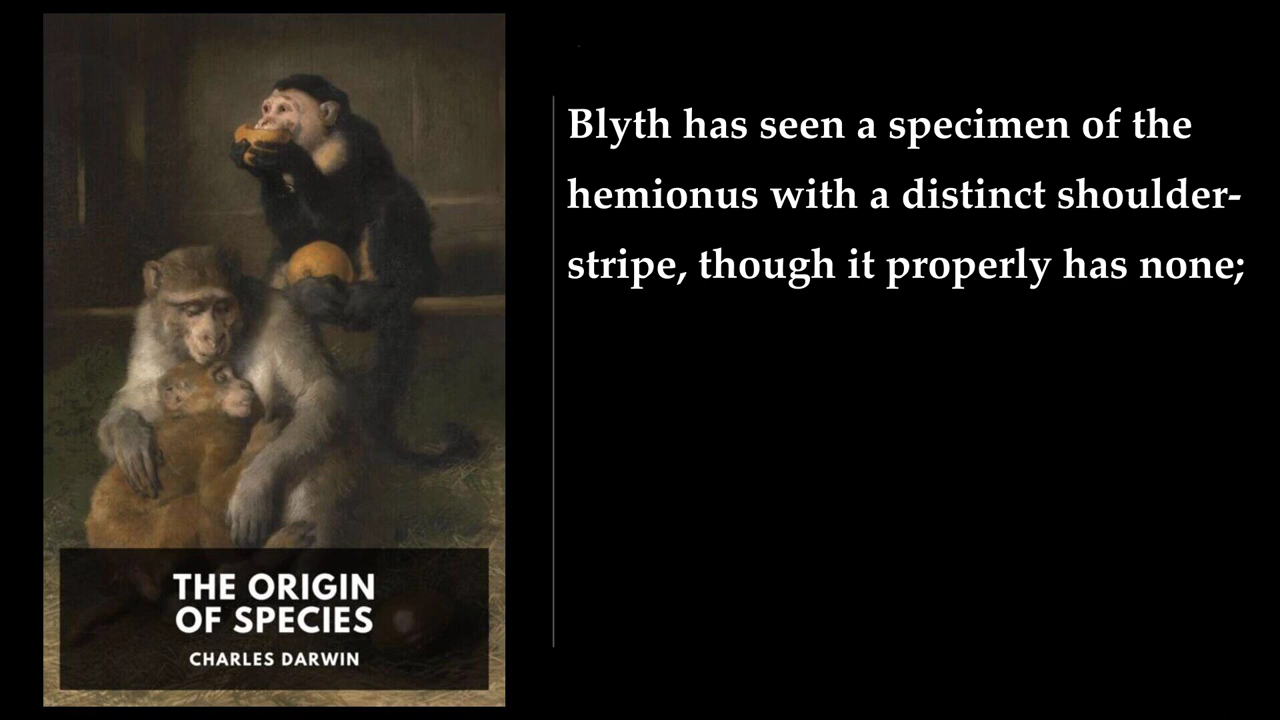 Blyth has seen a specimen of the
hemionus with a distinct shoulder-
stripe, though it properly has none;
THE ORIGIN
OF SPECIES
CHARLES DARWIN